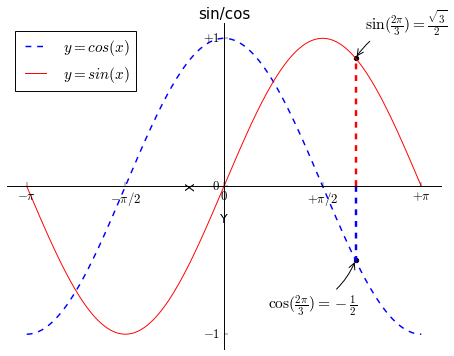 sin/cos
y = cos(x)
y = sin(x)
sin(2π/3) = √3/2
+1
0
X
−π
−π/2
0
+π/2
+π
Y
cos(2π/3) = −1/2
−1